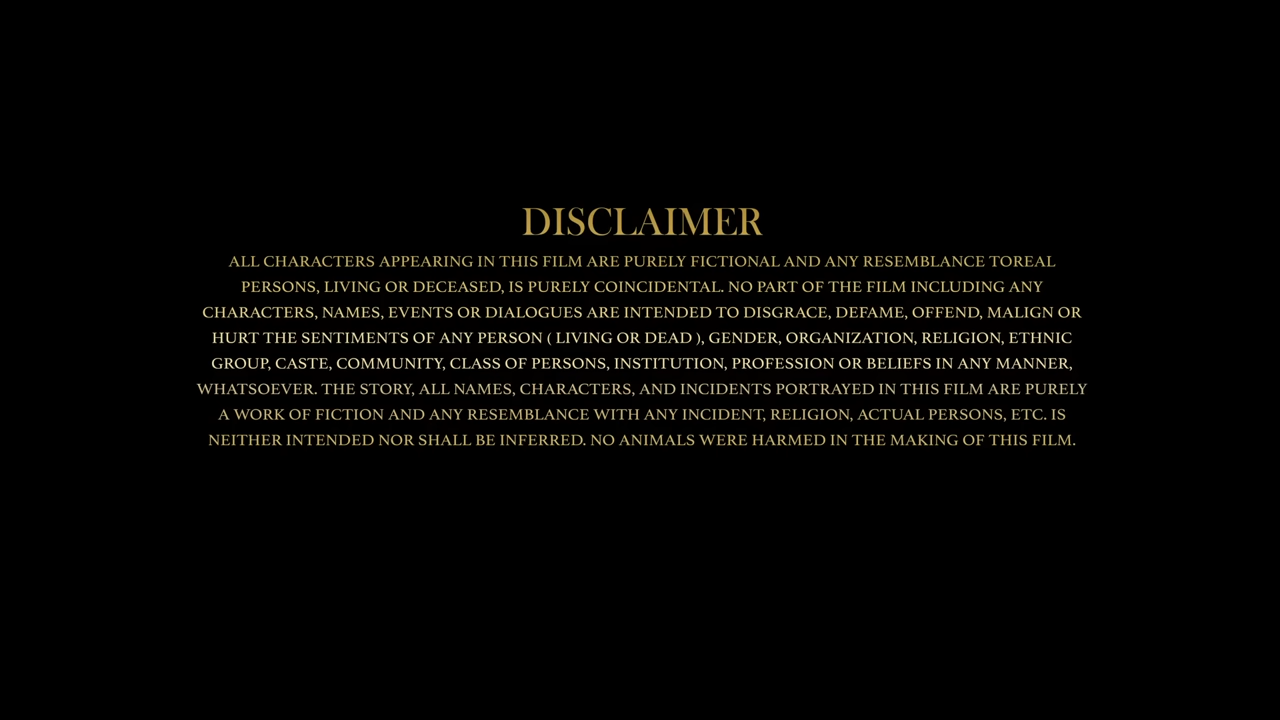 DISCLAIMER
ALL CHARACTERS APPEARING IN THIS FILM ARE PURELY FICTIONAL AND ANY RESEMBLANCE TOREAL
PERSONS, LIVING OR DECEASED, IS PURELY COINCIDENTAL. NO PART OF THE FILM INCLUDING ANY
CHARACTERS, NAMES, EVENTS OR DIALOGUES ARE INTENDED TO DISGRACE, DEFAME, OFFEND, MALIGN OR
HURT THE SENTIMENTS OF ANY PERSON ( LIVING OR DEAD ), GENDER, ORGANIZATION, RELIGION, ETHNIC
GROUP, CASTE, COMMUNITY, CLASS OF PERSONS, INSTITUTION, PROFESSION OR BELIEFS IN ANY MANNER,
WHATSOEVER. THE STORY, ALL NAMES, CHARACTERS, AND INCIDENTS PORTRAYED IN THIS FILM ARE PURELY
A WORK OF FICTION AND ANY RESEMBLANCE WITH ANY INCIDENT, RELIGION, ACTUAL PERSONS, ETC. IS
NEITHER INTENDED NOR SHALL BE INFERRED. NO ANIMALS WERE HARMED IN THE MAKING OF THIS FILM.